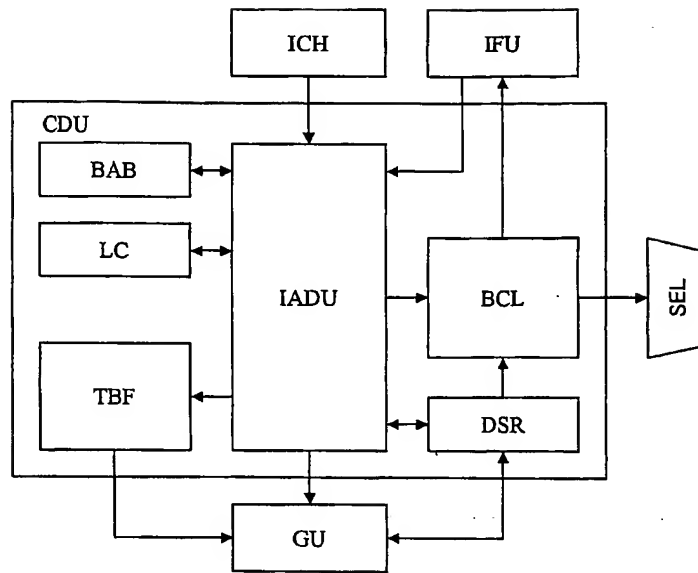 ICH
IFU
CDU
BAB
LC
IADU
BCL
SEL
TBF
DSR
GU